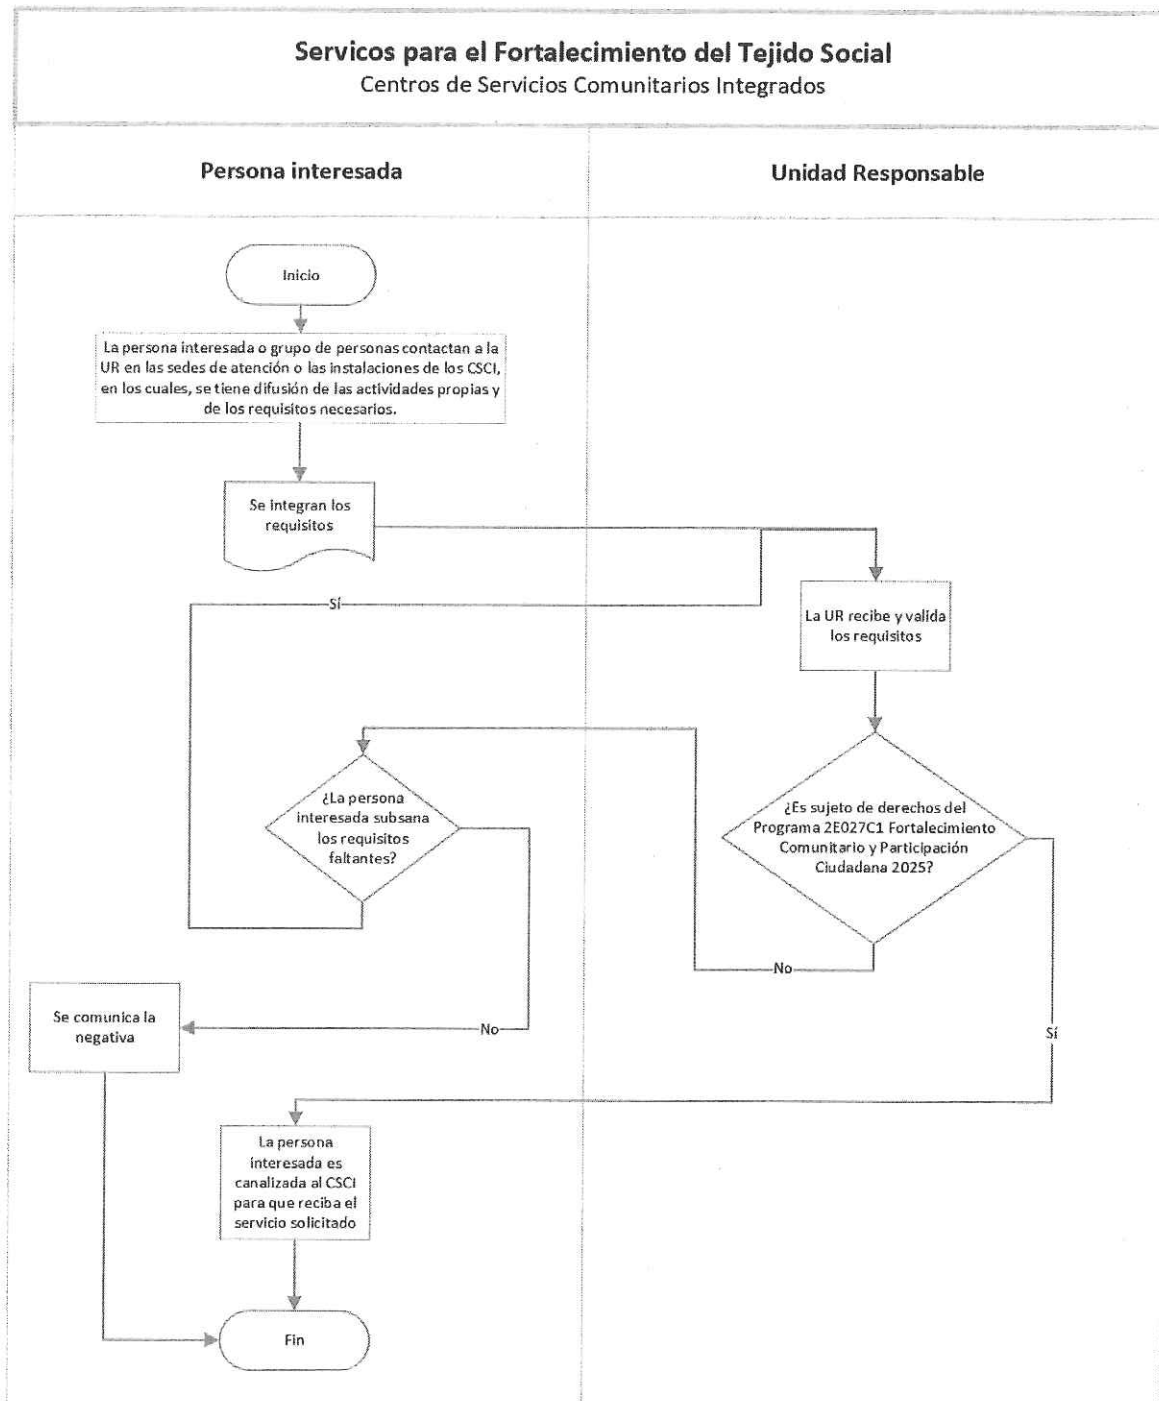 Servicos para el Fortalecimiento del Tejido Social
Centros de Servicios Comunitarios Integrados
Persona interesada
Unidad Responsable
Inicio
La persona interesada o grupo de personas contactan a la
UR en las sedes de atención o las instalaciones de los CSCI,
en los cuales, se tiene difusión de las actividades propias y
de los requisitos necesarios.
Se integran los
requisitos
Sí
La UR recibe y valida
los requisitos
¿La persona
interesada subsana
los requisitos
faltantes?
¿Es sujeto de derechos del
Programa 2E027C1 Fortalecimiento
Comunitario y Participación
Ciudadana 2025?
No
Se comunica la
negativa
No
Sí
La persona
interesada es
canalizada al CSCI
para que reciba el
servicio solicitado
Fin